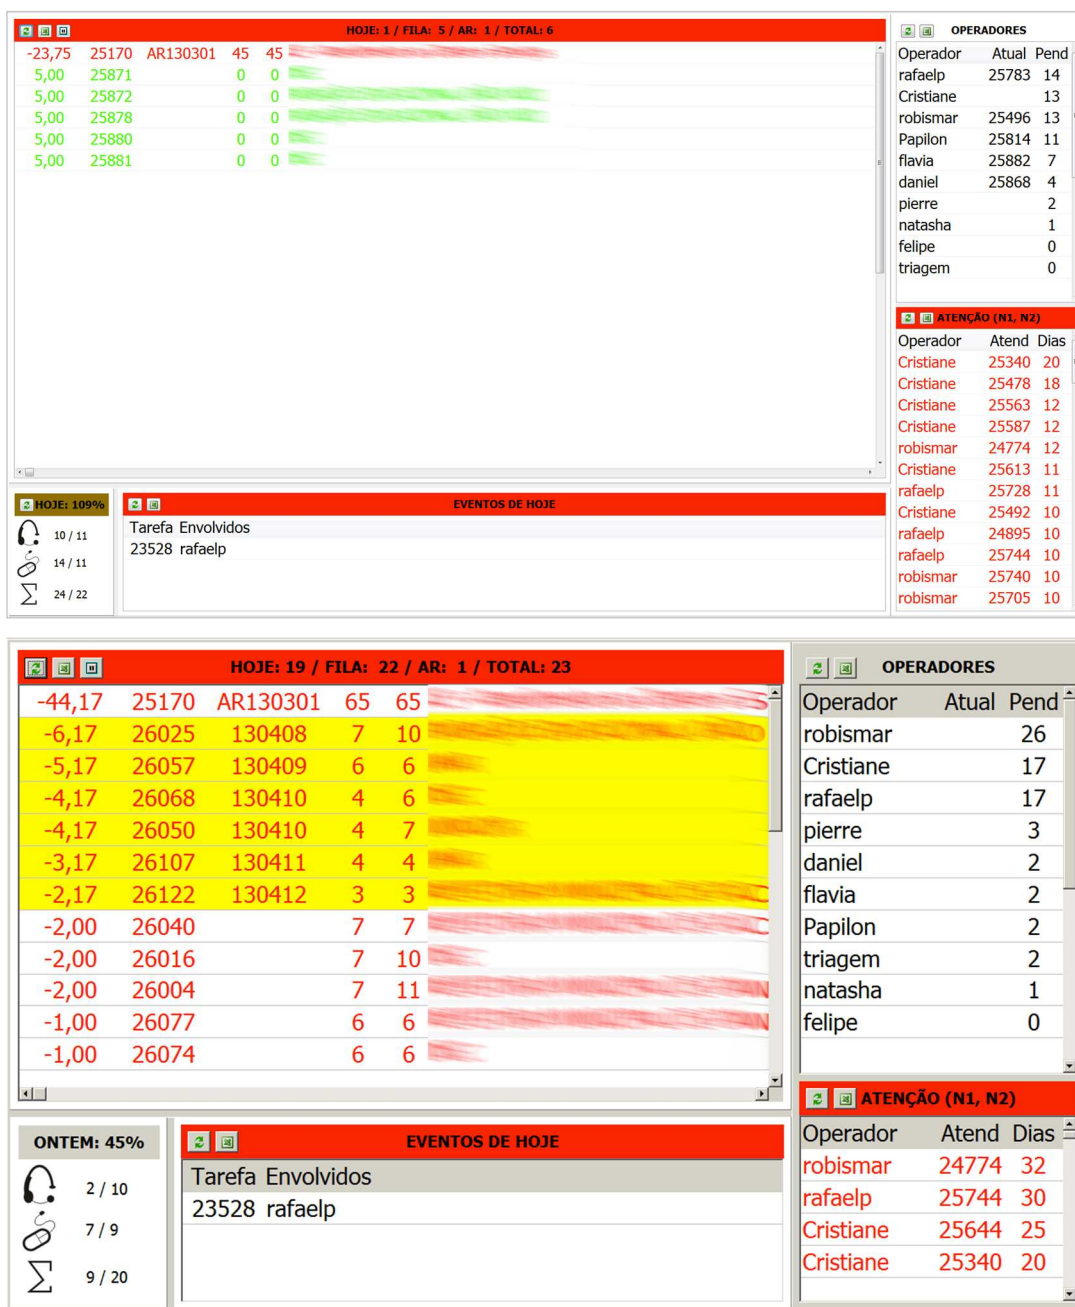 HOJE: 1 / FILA: 5 / AR: 1 / TOTAL: 6
-23,75 25170 AR130301 45 45
5,00 25871 0 0
5,00 25872 0 0
5,00 25878 0 0
5,00 25880 0 0
5,00 25881 0 0
OPERADORES
Operador Atual Pend
rafaelp 25783 14
Cristiane 13
robismar 25496 13
Papilon 25814 11
flavia 25882 7
daniel 25868 4
pierre 2
natasha 1
felipe 0
triagem 0
ATENÇÃO (N1, N2)
Operador Atend Dias
Cristiane 25340 20
Cristiane 25478 18
Cristiane 25563 12
Cristiane 25587 12
robismar 24774 12
Cristiane 25613 11
rafaelp 25728 11
Cristiane 25492 10
rafaelp 24895 10
rafaelp 25744 10
robismar 25740 10
robismar 25705 10
HOJE: 109%
10 / 11
14 / 11
24 / 22
EVENTOS DE HOJE
Tarefa Envolvidos
23528 rafaelp
HOJE: 19 / FILA: 22 / AR: 1 / TOTAL: 23
-44,17 25170 AR130301 65 65
-6,17 26025 130408 7 10
-5,17 26057 130409 6 6
-4,17 26068 130410 4 6
-4,17 26050 130410 4 7
-3,17 26107 130411 4 4
-2,17 26122 130412 3 3
-2,00 26040 7 7
-2,00 26016 7 10
-2,00 26004 7 11
-1,00 26077 6 6
-1,00 26074 6 6
OPERADORES
Operador Atual Pend
robismar 26
Cristiane 17
rafaelp 17
pierre 3
daniel 2
flavia 2
Papilon 2
triagem 2
natasha 1
felipe 0
ATENÇÃO (N1, N2)
Operador Atend Dias
robismar 24774 32
rafaelp 25744 30
Cristiane 25644 25
Cristiane 25340 20
ONTEM: 45%
2 / 10
7 / 9
9 / 20
EVENTOS DE HOJE
Tarefa Envolvidos
23528 rafaelp